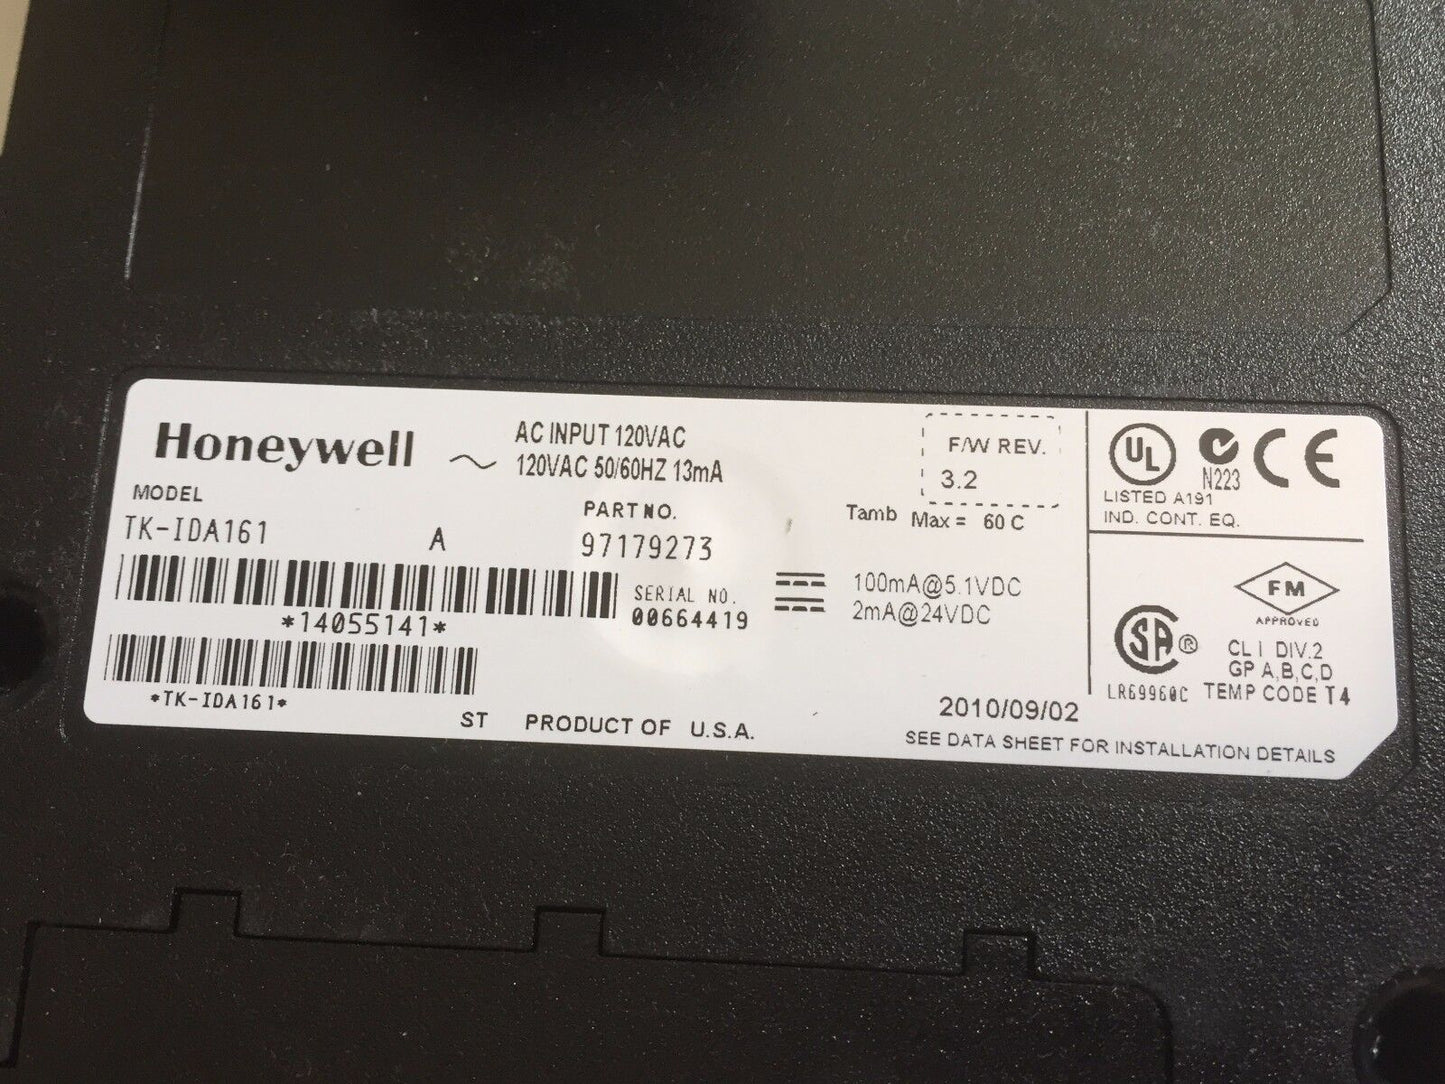 Honeywell
AC INPUT 120VAC
120VAC 50/60HZ 13mA
F/W REV.
3.2
MODEL
TK-IDA161
A
PART NO.
97179273
Tamb Max = 60 C
*14055141*
SERIAL NO.
00664419
100mA@5.1VDC
2mA@24VDC
*TK-IDA161*
ST PRODUCT OF U.S.A.
2010/09/02
SEE DATA SHEET FOR INSTALLATION DETAILS
UL
N223
CE
LISTED A191
IND. CONT. EQ.
FM
APPROVED
SA ®
LR69960C
CL I DIV.2
GP A,B,C,D
TEMP CODE T4